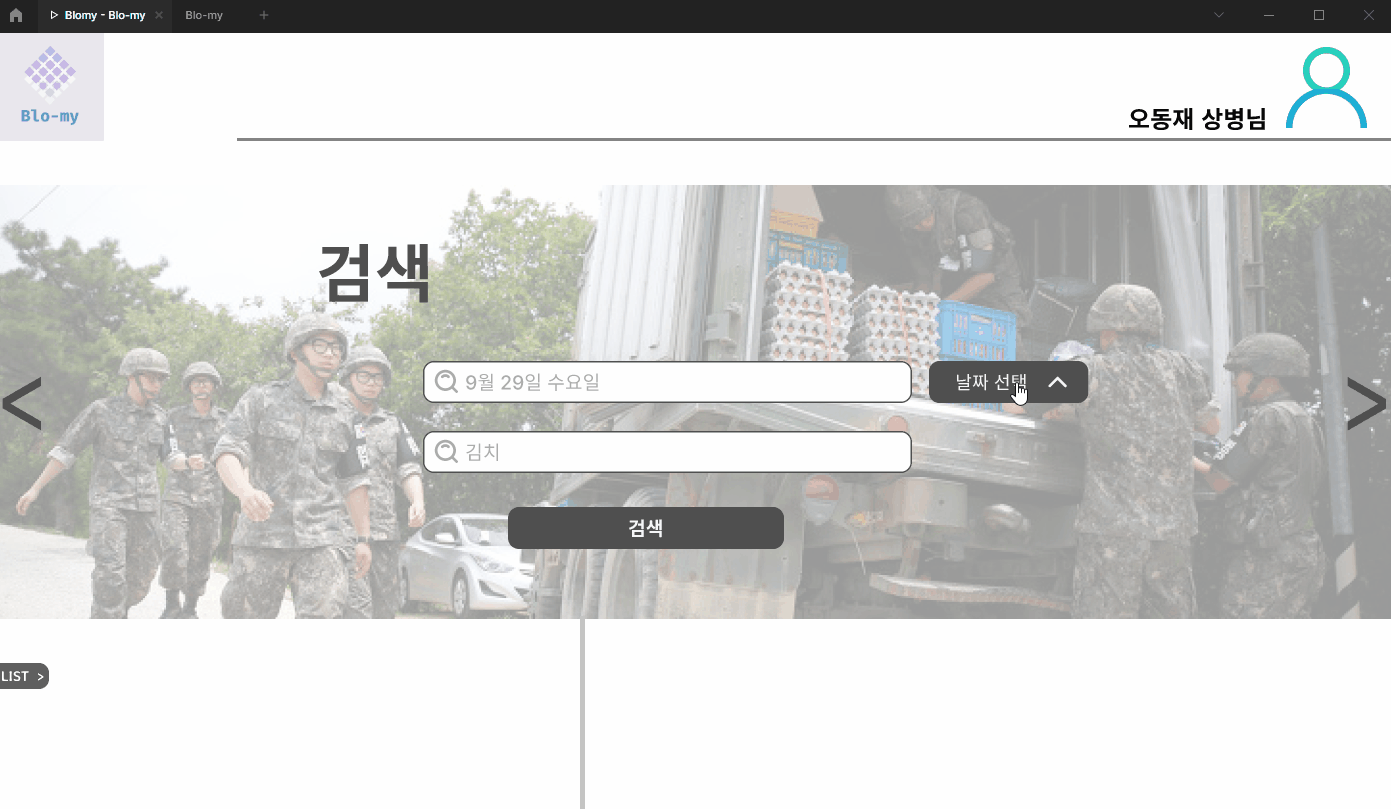 Blomy - Blo-my
Blo-my
Blo-my
오동재 상병님
검색
9월 29일 수요일
날짜 선택
김치
검색
<
>
LIST >